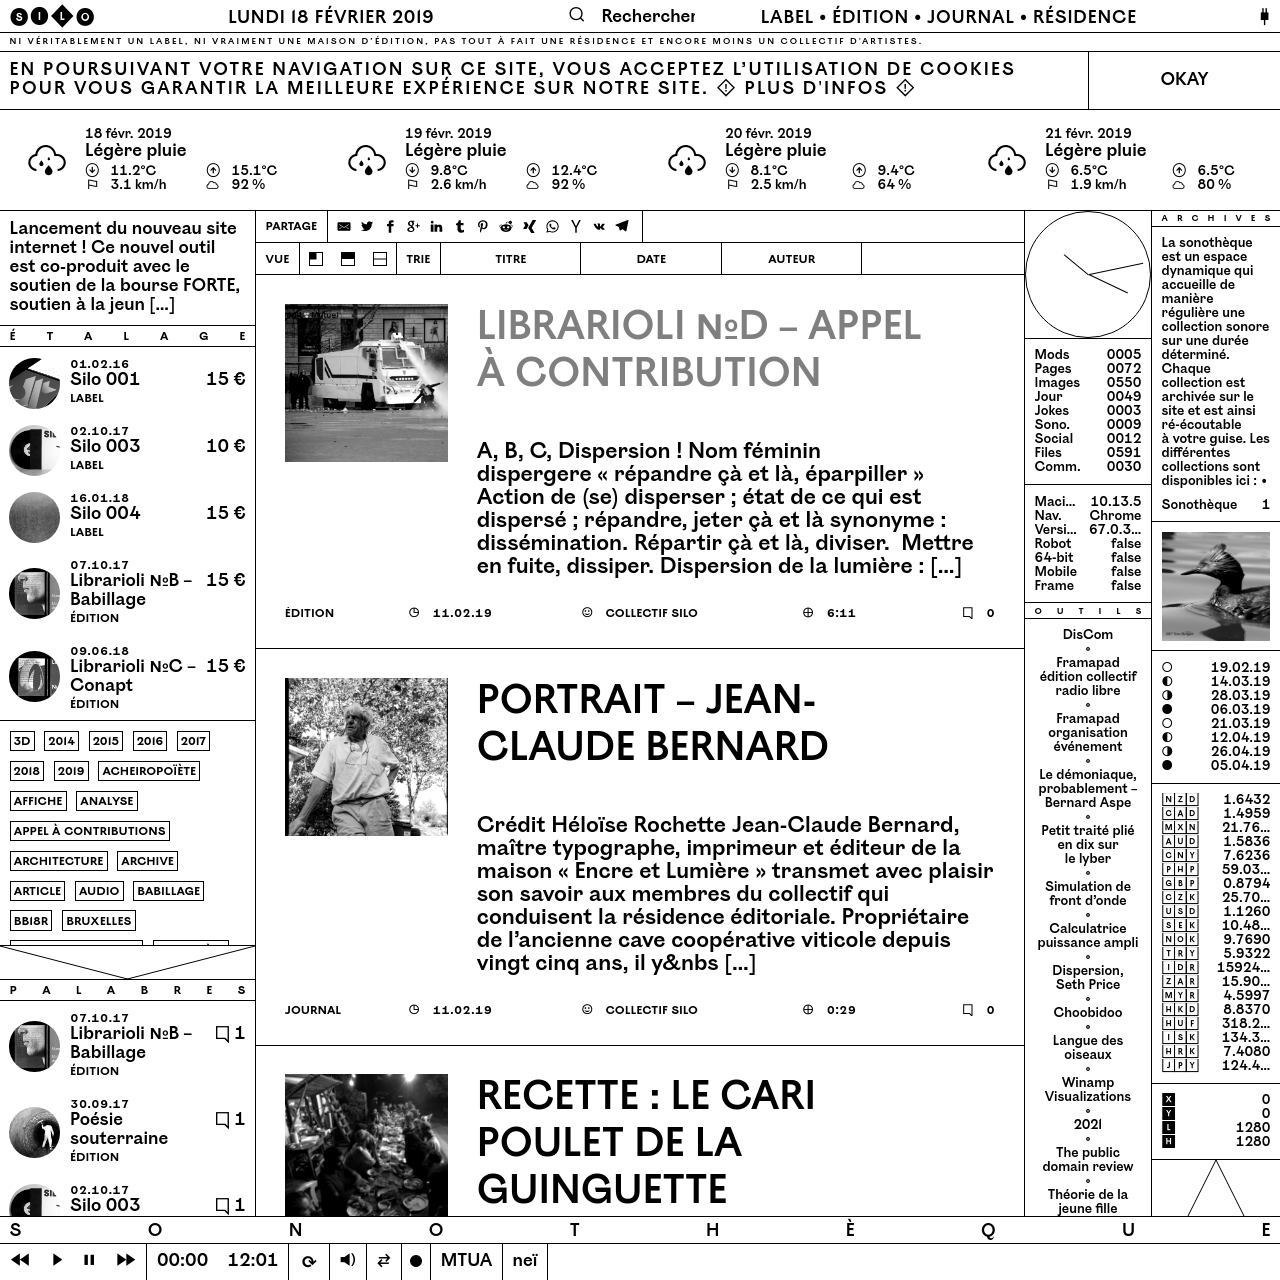 SILO
LUNDI 18 FÉVRIER 2019
Rechercher
LABEL • ÉDITION • JOURNAL • RÉSIDENCE
NI VÉRITABLEMENT UN LABEL, NI VRAIMENT UNE MAISON D'ÉDITION, PAS TOUT À FAIT UNE RÉSIDENCE ET ENCORE MOINS UN COLLECTIF D'ARTISTES.
EN POURSUIVANT VOTRE NAVIGATION SUR CE SITE, VOUS ACCEPTEZ L’UTILISATION DE COOKIES
POUR VOUS GARANTIR LA MEILLEURE EXPÉRIENCE SUR NOTRE SITE. PLUS D'INFOS
OKAY
18 févr. 2019
Légère pluie
11.2°C 15.1°C
3.1 km/h 92 %
19 févr. 2019
Légère pluie
9.8°C 12.4°C
2.6 km/h 92 %
20 févr. 2019
Légère pluie
8.1°C 9.4°C
2.5 km/h 64 %
21 févr. 2019
Légère pluie
6.5°C 6.5°C
1.9 km/h 80 %
Lancement du nouveau site
internet ! Ce nouvel outil
est co-produit avec le
soutien de la bourse FORTE,
soutien à la jeun [...]
ÉTALAGE
01.02.16
Silo 001 15 €
LABEL
02.10.17
Silo 003 10 €
LABEL
16.01.18
Silo 004 15 €
LABEL
07.10.17
Librarioli №B – 15 €
Babillage
ÉDITION
09.06.18
Librarioli №C – 15 €
Conapt
ÉDITION
3D 2014 2015 2016 2017
2018 2019 ACHEIROPOÏÈTE
AFFICHE ANALYSE
APPEL À CONTRIBUTIONS
ARCHITECTURE ARCHIVE
ARTICLE AUDIO BABILLAGE
BB18R BRUXELLES
PALABRES
07.10.17
Librarioli №B – 1
Babillage
ÉDITION
30.09.17
Poésie 1
souterraine
ÉDITION
02.10.17
Silo 003 1
PARTAGE
VUE TRIE TITRE DATE AUTEUR
LIBRARIOLI №D – APPEL
À CONTRIBUTION
A, B, C, Dispersion ! Nom féminin
dispergere « répandre çà et là, éparpiller »
Action de (se) disperser ; état de ce qui est
dispersé ; répandre, jeter çà et là synonyme :
dissémination. Répartir çà et là, diviser.  Mettre
en fuite, dissiper. Dispersion de la lumière : [...]
ÉDITION 11.02.19 COLLECTIF SILO 6:11 0
PORTRAIT – JEAN-
CLAUDE BERNARD
Crédit Héloïse Rochette Jean-Claude Bernard,
maître typographe, imprimeur et éditeur de la
maison « Encre et Lumière » transmet avec plaisir
son savoir aux membres du collectif qui
conduisent la résidence éditoriale. Propriétaire
de l’ancienne cave coopérative viticole depuis
vingt cinq ans, il y&nbs [...]
JOURNAL 11.02.19 COLLECTIF SILO 0:29 0
RECETTE : LE CARI
POULET DE LA
GUINGUETTE
Mods 0005
Pages 0072
Images 0550
Jour 0049
Jokes 0003
Sono. 0009
Social 0012
Files 0591
Comm. 0030
Maci... 10.13.5
Nav. Chrome
Versi... 67.0.3...
Robot false
64-bit false
Mobile false
Frame false
OUTILS
DisCom
Framapad
édition collectif
radio libre
Framapad
organisation
événement
Le démoniaque,
probablement –
Bernard Aspe
Petit traité plié
en dix sur
le lyber
Simulation de
front d’onde
Calculatrice
puissance ampli
Dispersion,
Seth Price
Choobidoo
Langue des
oiseaux
Winamp
Visualizations
2021
The public
domain review
Théorie de la
jeune fille
ARCHIVES
La sonothèque
est un espace
dynamique qui
accueille de
manière
régulière une
collection sonore
sur une durée
déterminé.
Chaque
collection est
archivée sur le
site et est ainsi
ré-écoutable
à votre guise. Les
différentes
collections sont
disponibles ici : •
Sonothèque 1
19.02.19
14.03.19
28.03.19
06.03.19
21.03.19
12.04.19
26.04.19
05.04.19
NZD 1.6432
CAD 1.4959
MXN 21.76...
AUD 1.5836
CNY 7.6236
PHP 59.03...
GBP 0.8794
CZK 25.70...
USD 1.1260
SEK 10.48...
NOK 9.7690
TRY 5.9322
IDR 15924...
ZAR 15.90...
MYR 4.5997
HKD 8.8370
HUF 318.2...
ISK 134.3...
HRK 7.4080
JPY 124.4...
X 0
Y 0
L 1280
H 1280
SONOTHÈQUE
00:00 12:01 MTUA neï